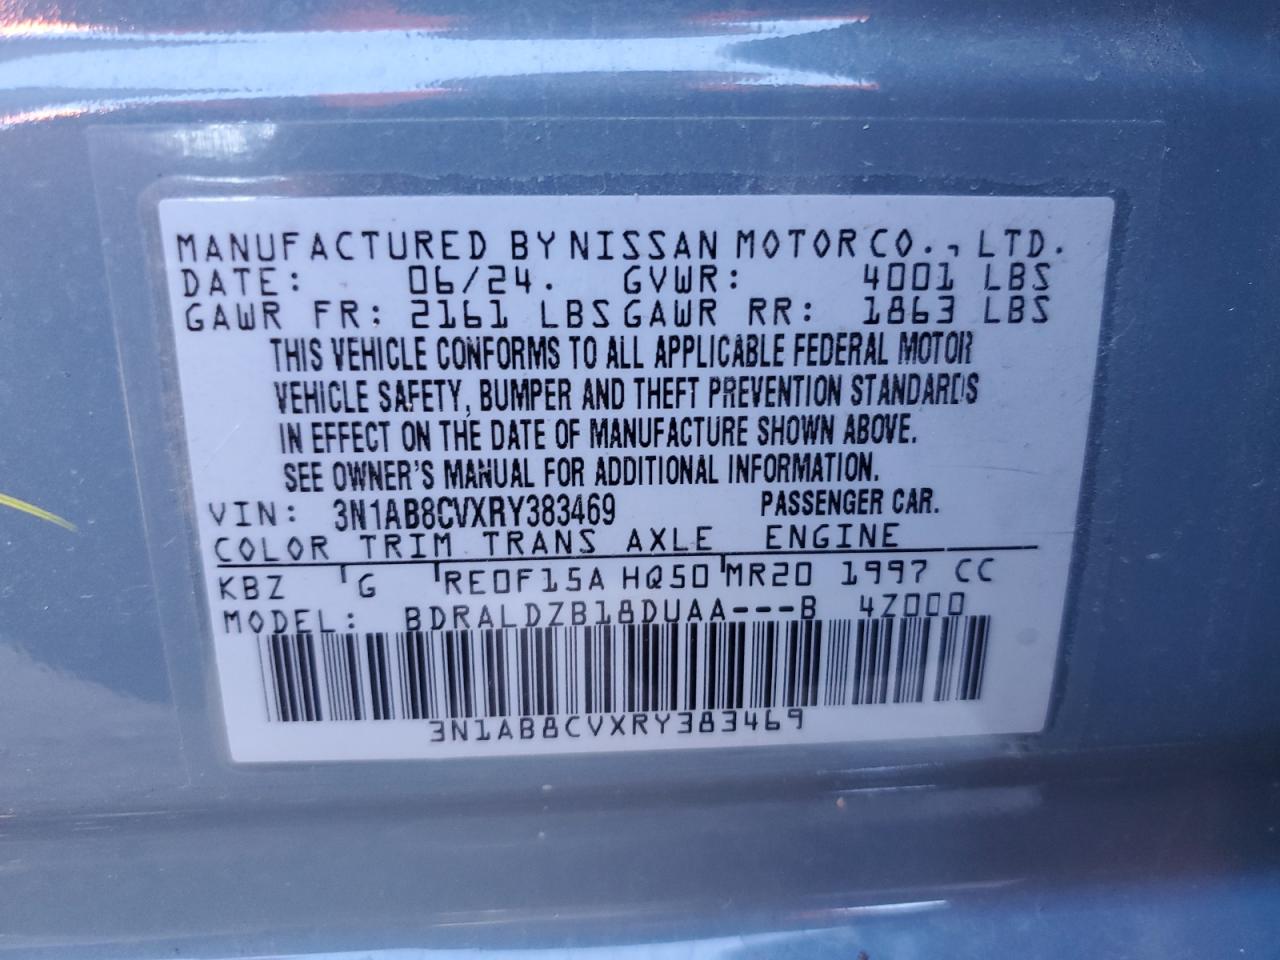 MANUFACTURED BY NISSAN MOTOR CO., LTD.
DATE: 06/24. GVWR: 4001 LBS
GAWR FR: 2161 LBS GAWR RR: 1863 LBS
THIS VEHICLE CONFORMS TO ALL APPLICABLE FEDERAL MOTOR
VEHICLE SAFETY, BUMPER AND THEFT PREVENTION STANDARDS
IN EFFECT ON THE DATE OF MANUFACTURE SHOWN ABOVE.
SEE OWNER'S MANUAL FOR ADDITIONAL INFORMATION.
VIN: 3N1AB8CVXRY383469 PASSENGER CAR.
COLOR TRIM TRANS AXLE ENGINE
KBZ G RE0F15A HQ50 MR20 1997 CC
MODEL: BDRALDZB18DUAA---B 4Z000
3N1AB8CVXRY383469